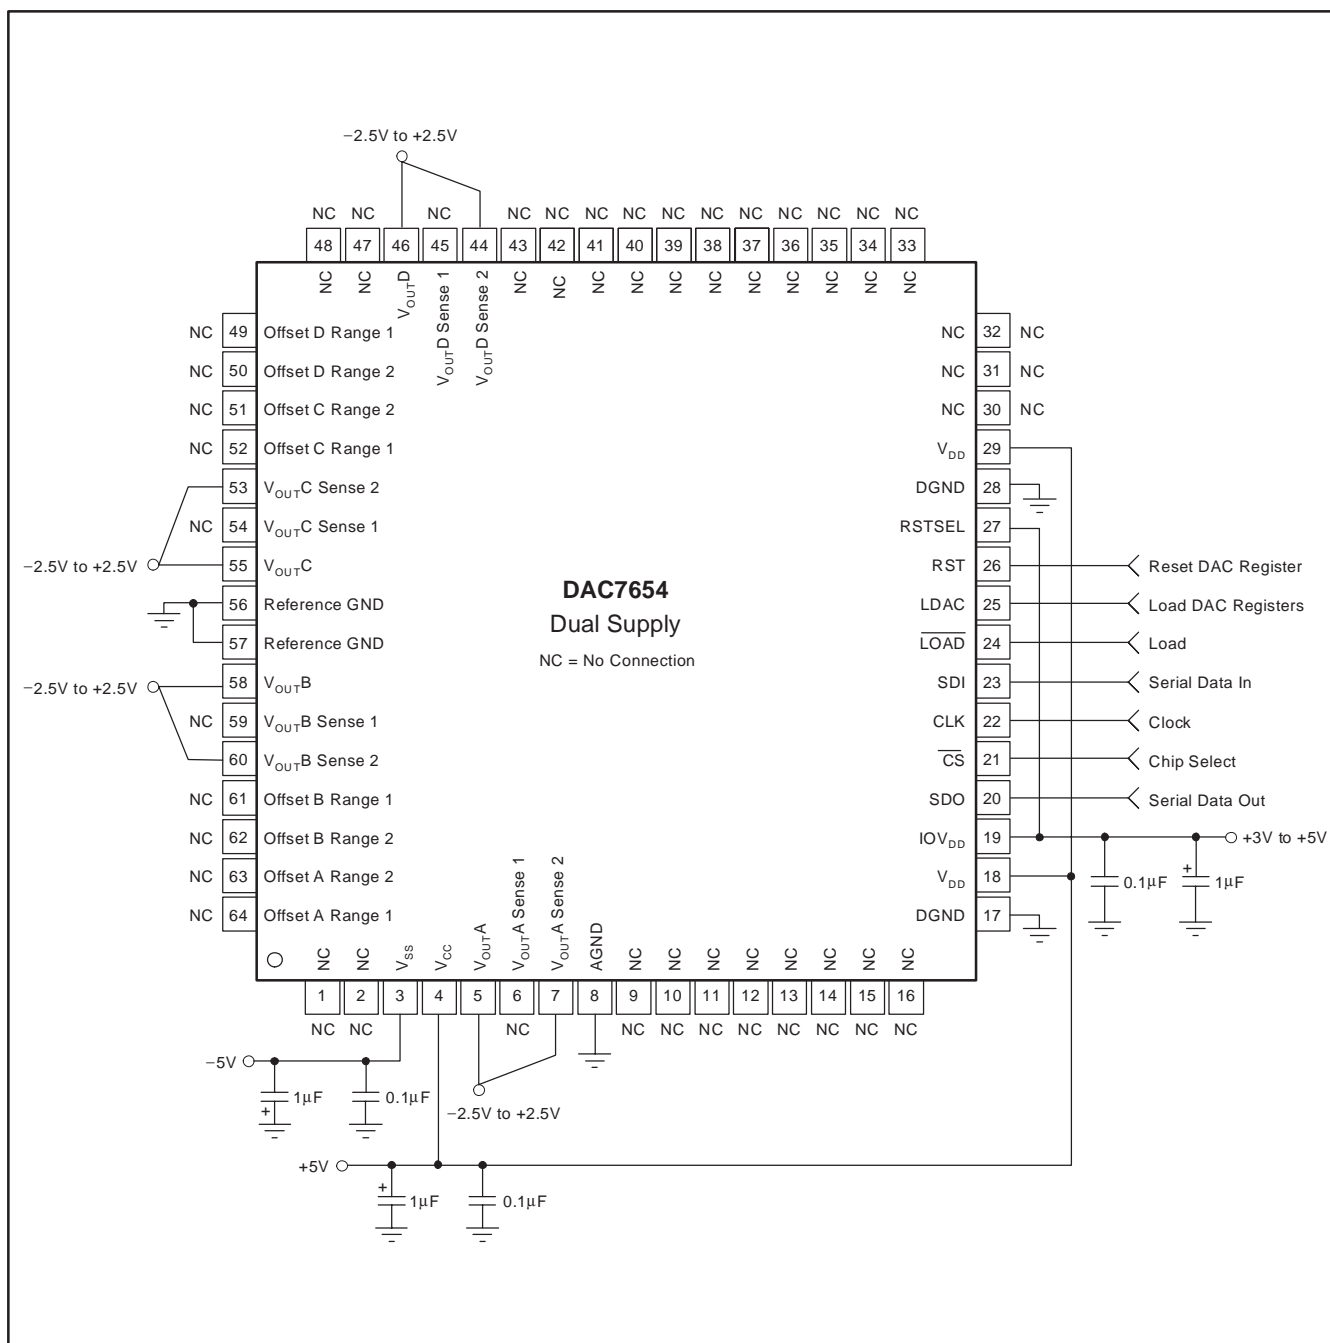 −2.5V to +2.5V
NC NC NC NC NC NC NC NC NC NC NC NC NC NC
48 47 46 45 44 43 42 41 40 39 38 37 36 35 34 33
NC NC VOUTD VOUTD Sense 1 VOUTD Sense 2 NC NC NC NC NC NC NC NC NC NC NC
NC 49 Offset D Range 1
NC 32 NC
NC 50 Offset D Range 2
NC 31 NC
NC 51 Offset C Range 2
NC 30 NC
NC 52 Offset C Range 1
VDD 29
53 VOUTC Sense 2
DGND 28
NC 54 VOUTC Sense 1
RSTSEL 27
−2.5V to +2.5V
55 VOUTC
RST 26 Reset DAC Register
56 Reference GND
LDAC 25 Load DAC Registers
57 Reference GND
LOAD 24 Load
DAC7654
Dual Supply
NC = No Connection
−2.5V to +2.5V
58 VOUTB
SDI 23 Serial Data In
NC 59 VOUTB Sense 1
CLK 22 Clock
60 VOUTB Sense 2
CS 21 Chip Select
NC 61 Offset B Range 1
SDO 20 Serial Data Out
NC 62 Offset B Range 2
IOVDD 19
+3V to +5V
NC 63 Offset A Range 2
VDD 18
0.1µF
+
1µF
NC 64 Offset A Range 1
DGND 17
NC NC VSS VCC VOUTA VOUTA Sense 1 VOUTA Sense 2 AGND NC NC NC NC NC NC NC NC
1 2 3 4 5 6 7 8 9 10 11 12 13 14 15 16
NC NC NC NC NC NC NC NC NC NC NC
−5V
+
1µF
0.1µF
−2.5V to +2.5V
+5V
+
1µF
0.1µF